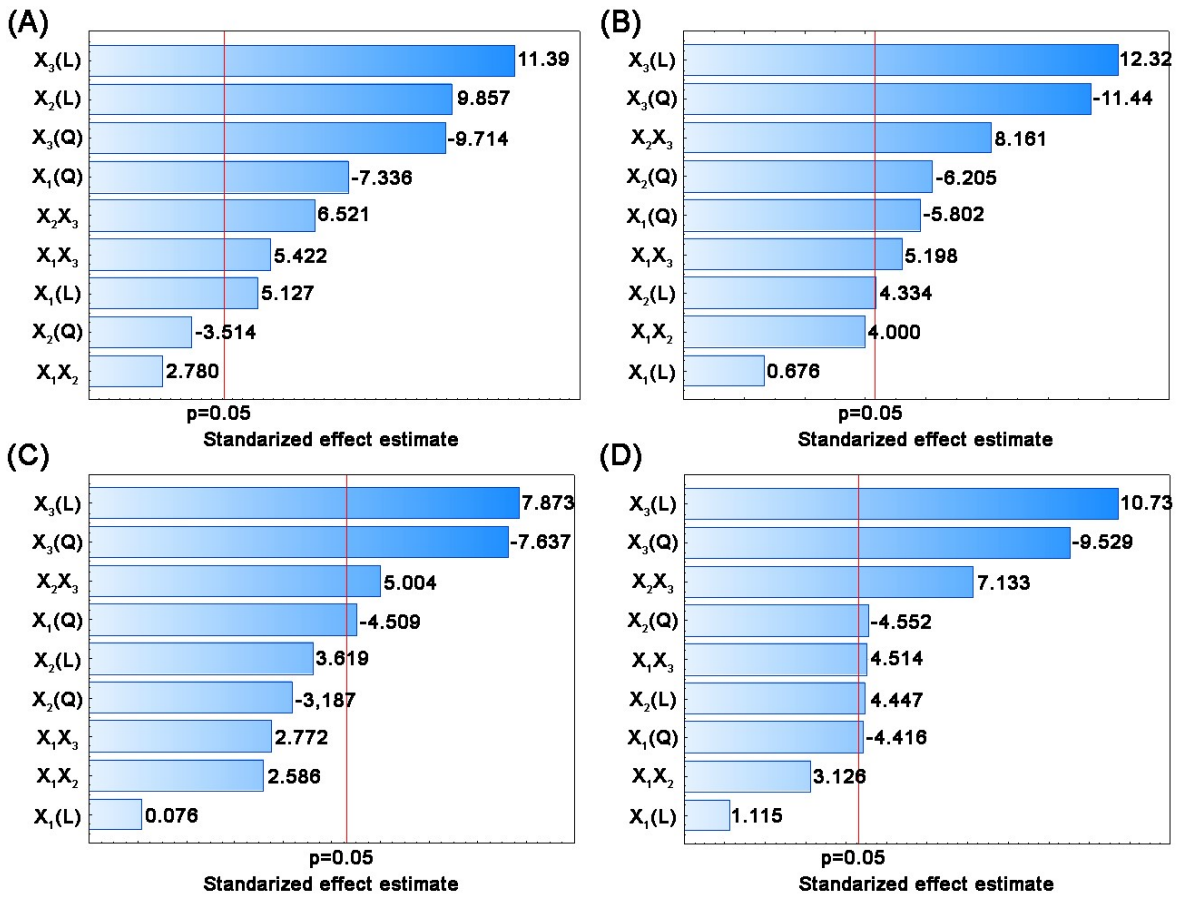 (A)
X₃(L) 11.39
X₂(L) 9.857
X₃(Q) -9.714
X₁(Q) -7.336
X₂X₃ 6.521
X₁X₃ 5.422
X₁(L) 5.127
X₂(Q) -3.514
X₁X₂ 2.780
p=0.05
Standarized effect estimate
(B)
X₃(L) 12.32
X₃(Q) -11.44
X₂X₃ 8.161
X₂(Q) -6.205
X₁(Q) -5.802
X₁X₃ 5.198
X₂(L) 4.334
X₁X₂ 4.000
X₁(L) 0.676
p=0.05
Standarized effect estimate
(C)
X₃(L) 7.873
X₃(Q) -7.637
X₂X₃ 5.004
X₁(Q) -4.509
X₂(L) 3.619
X₂(Q) -3,187
X₁X₃ 2.772
X₁X₂ 2.586
X₁(L) 0.076
p=0.05
Standarized effect estimate
(D)
X₃(L) 10.73
X₃(Q) -9.529
X₂X₃ 7.133
X₂(Q) -4.552
X₁X₃ 4.514
X₂(L) 4.447
X₁(Q) -4.416
X₁X₂ 3.126
X₁(L) 1.115
p=0.05
Standarized effect estimate